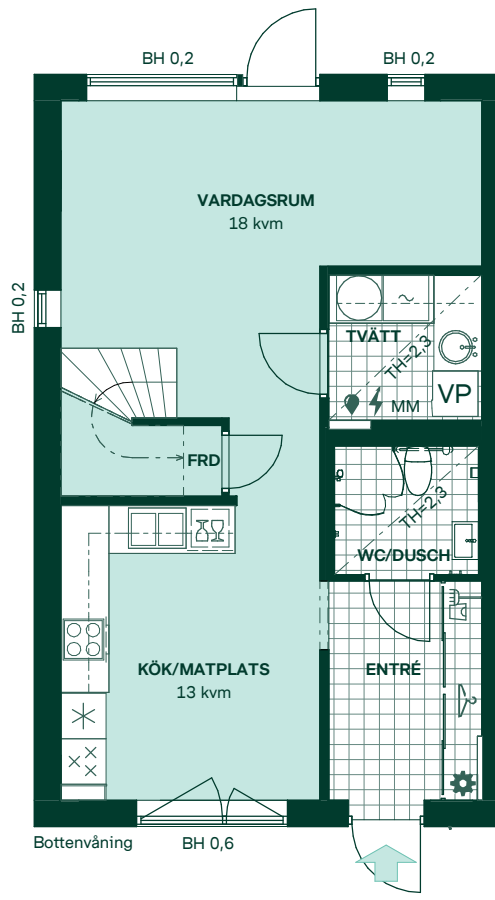 BH 0,2
BH 0,2
VARDAGSRUM
18 kvm
BH 0,2
TVÄTT
TH=2,3
VP
MM
FRD
TH=2,3
WC/DUSCH
KÖK/MATPLATS
13 kvm
ENTRÉ
Bottenvåning
BH 0,6